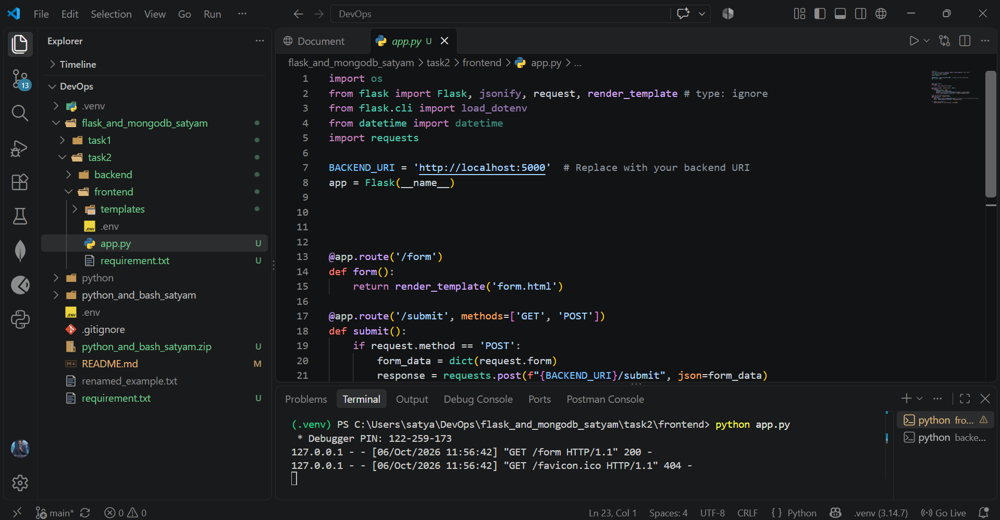 File Edit Selection View Go Run ···
DevOps
Explorer
Timeline
DevOps
.venv
flask_and_mongodb_satyam
task1
task2
backend
frontend
templates
.env
app.py U
requirement.txt U
python
python_and_bash_satyam
.env
.gitignore
python_and_bash_satyam.zip U
README.md M
renamed_example.txt
requirement.txt U
13
Document
app.py U
flask_and_mongodb_satyam > task2 > frontend > app.py > ...
1 import os
2 from flask import Flask, jsonify, request, render_template # type: ignore
3 from flask.cli import load_dotenv
4 from datetime import datetime
5 import requests
6
7 BACKEND_URI = 'http://localhost:5000'  # Replace with your backend URI
8 app = Flask(__name__)
9
10
11
12
13 @app.route('/form')
14 def form():
15     return render_template('form.html')
16
17 @app.route('/submit', methods=['GET', 'POST'])
18 def submit():
19     if request.method == 'POST':
20         form_data = dict(request.form)
21         response = requests.post(f"{BACKEND_URI}/submit", json=form_data)
Problems Terminal Output Debug Console Ports Postman Console
(.venv) PS C:\Users\satya\DevOps\flask_and_mongodb_satyam\task2\frontend> python app.py
 * Debugger PIN: 122-259-173
127.0.0.1 - - [06/Oct/2026 11:56:42] "GET /form HTTP/1.1" 200 -
127.0.0.1 - - [06/Oct/2026 11:56:42] "GET /favicon.ico HTTP/1.1" 404 -
python fro...
python backe...
main* 0 0
Ln 23, Col 1 Spaces: 4 UTF-8 CRLF { } Python .venv (3.14.7) Go Live